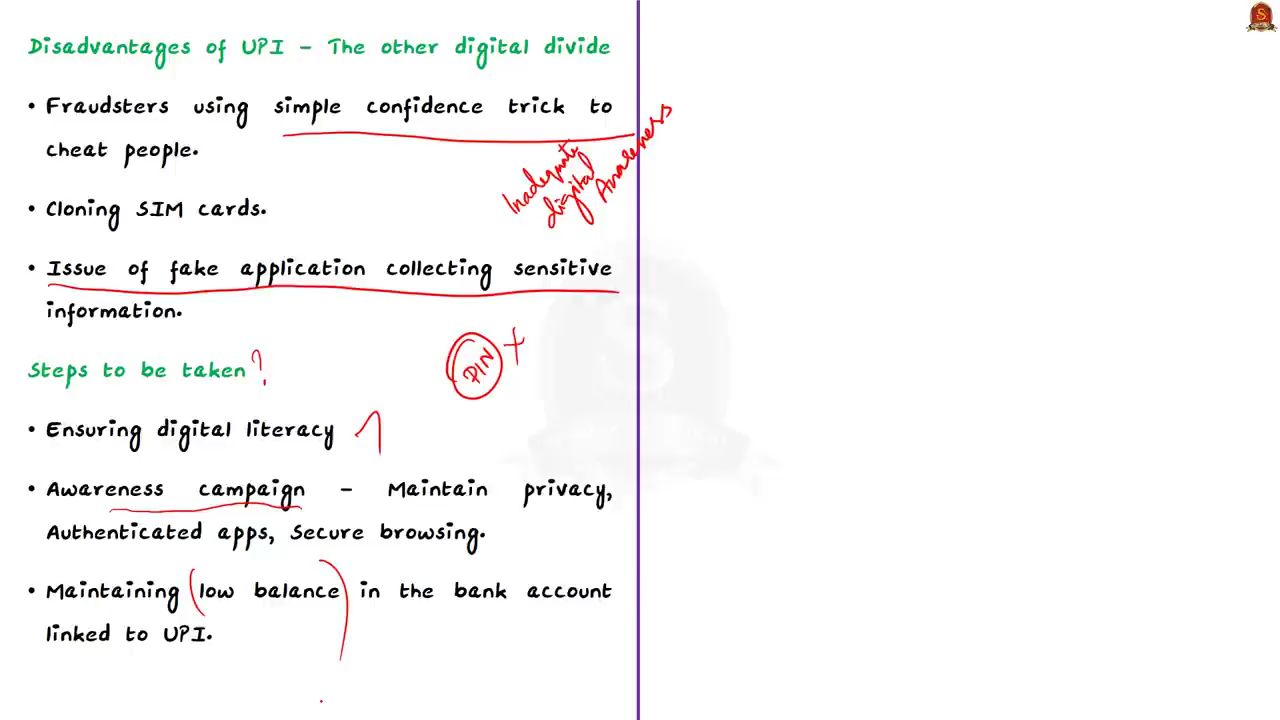 Disadvantages of UPI – The other digital divide
• Fraudsters using simple confidence trick to
cheat people.
Inadequate
digital
Awareness
• Cloning SIM cards.
• Issue of fake application collecting sensitive
information.
PIN
Steps to be taken?
• Ensuring digital literacy
• Awareness campaign – Maintain privacy,
Authenticated apps, Secure browsing.
• Maintaining (low balance) in the bank account
linked to UPI.